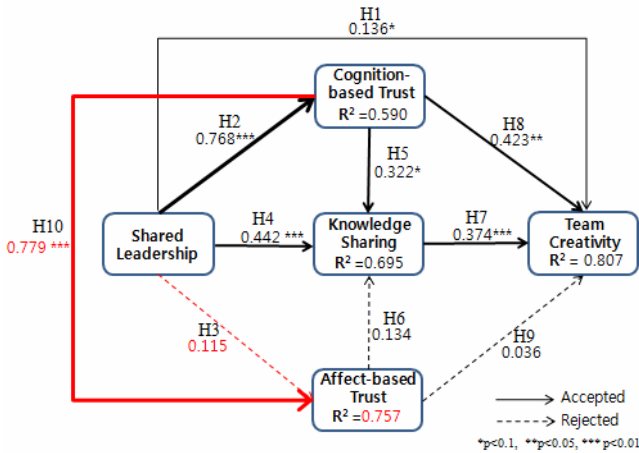 H1
0.136*
Cognition-
based Trust
R² =0.590
H2
0.768***
H8
0.423**
H5
0.322*
H10
0.779 ***
Shared
Leadership
H4
0.442 ***
Knowledge
Sharing
R² =0.695
H7
0.374***
Team
Creativity
R² = 0.807
H3
0.115
H6
0.134
H9
0.036
Affect-based
Trust
R² =0.757
Accepted
Rejected
*p<0.1, **p<0.05, *** p<0.01